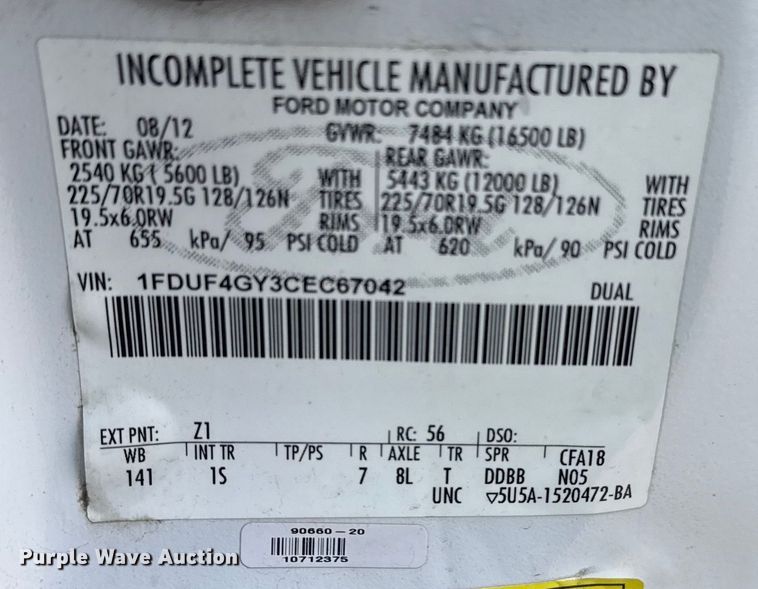 INCOMPLETE VEHICLE MANUFACTURED BY
FORD MOTOR COMPANY
DATE: 08/12 GVWR: 7484 KG (16500 LB)
FRONT GAWR: REAR GAWR:
2540 KG ( 5600 LB) WITH 5443 KG (12000 LB) WITH
225/70R19.5G 128/126N TIRES 225/70R19.5G 128/126N TIRES
19.5x6.0RW RIMS 19.5x6.0RW RIMS
AT 655 kPa/ 95 PSI COLD AT 620 kPa/ 90 PSI COLD
VIN: 1FDUF4GY3CEC67042 DUAL
EXT PNT: Z1 RC: 56 DSO:
WB INT TR TP/PS R AXLE TR SPR CFA18
141 1S 7 8L T DDBB N05
UNC ▽5U5A-1520472-BA
90660-20
10712375
Purple Wave Auction